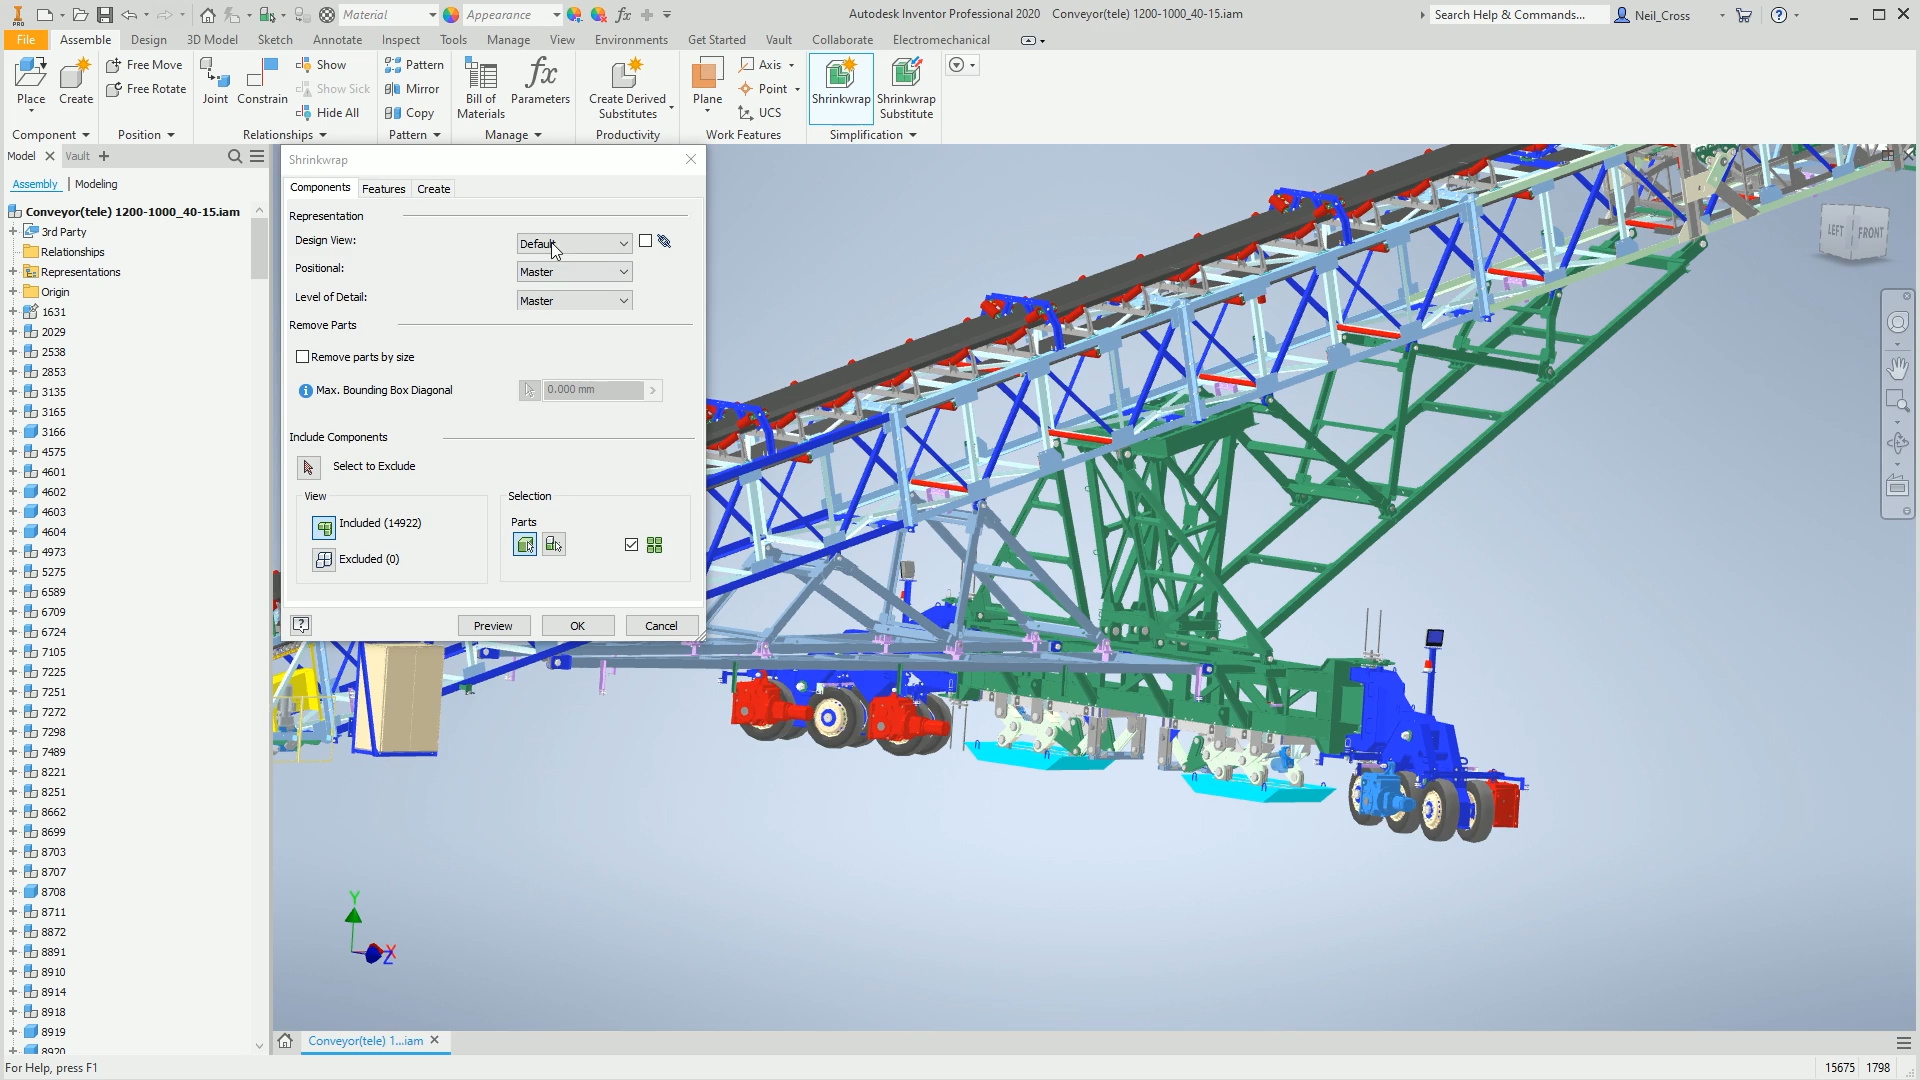 PRO
Material
Appearance
fx
Autodesk Inventor Professional 2020 Conveyor(tele) 1200-1000_40-15.iam
Search Help & Commands...
Neil_Cross
File
Assemble
Design
3D Model
Sketch
Annotate
Inspect
Tools
Manage
View
Environments
Get Started
Vault
Collaborate
Electromechanical
Place
Create
Free Move
Free Rotate
Joint
Constrain
Show
Show Sick
Hide All
Pattern
Mirror
Copy
Bill of
Materials
fx
Parameters
Create Derived
Substitutes
Plane
Axis
Point
UCS
Shrinkwrap
Shrinkwrap
Substitute
Component
Position
Relationships
Pattern
Manage
Productivity
Work Features
Simplification
Model
Vault
Assembly
Modeling
Conveyor(tele) 1200-1000_40-15.iam
3rd Party
Relationships
Representations
Origin
1631
2029
2538
2853
3135
3165
3166
4575
4601
4602
4603
4604
4973
5275
6589
6709
6724
7105
7225
7251
7272
7298
7489
8221
8251
8662
8699
8703
8707
8708
8711
8872
8891
8910
8914
8918
8919
8920
Shrinkwrap
Components
Features
Create
Representation
Design View:
Default
Positional:
Master
Level of Detail:
Master
Remove Parts
Remove parts by size
Max. Bounding Box Diagonal
0.000 mm
Include Components
Select to Exclude
View
Included (14922)
Excluded (0)
Selection
Parts
Preview
OK
Cancel
LEFT
FRONT
Y
X
Z
Conveyor(tele) 1...iam
For Help, press F1
15675
1798